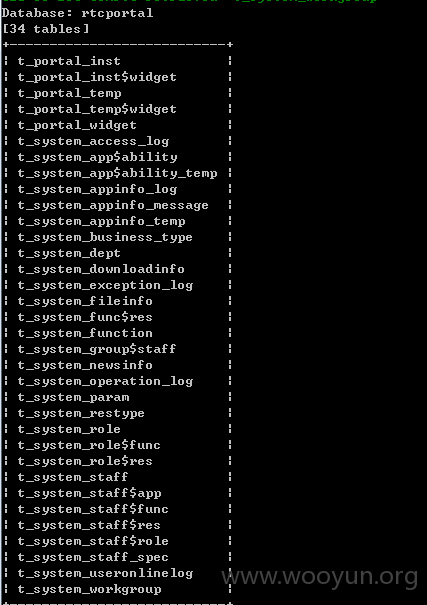 Database: rtcportal
[34 tables]
+---------------------------+
| t_portal_inst |
| t_portal_inst$widget |
| t_portal_temp |
| t_portal_temp$widget |
| t_portal_widget |
| t_system_access_log |
| t_system_app$ability |
| t_system_app$ability_temp |
| t_system_appinfo_log |
| t_system_appinfo_message |
| t_system_appinfo_temp |
| t_system_business_type |
| t_system_dept |
| t_system_downloadinfo |
| t_system_exception_log |
| t_system_fileinfo |
| t_system_func$res |
| t_system_function |
| t_system_group$staff |
| t_system_newsinfo |
| t_system_operation_log |
| t_system_param |
| t_system_restype |
| t_system_role |
| t_system_role$func |
| t_system_role$res |
| t_system_staff |
| t_system_staff$app |
| t_system_staff$func |
| t_system_staff$res |
| t_system_staff$role |
| t_system_staff_spec |
| t_system_useronlinelog |
| t_system_workgroup |
+---------------------------+
www.wooyun.org